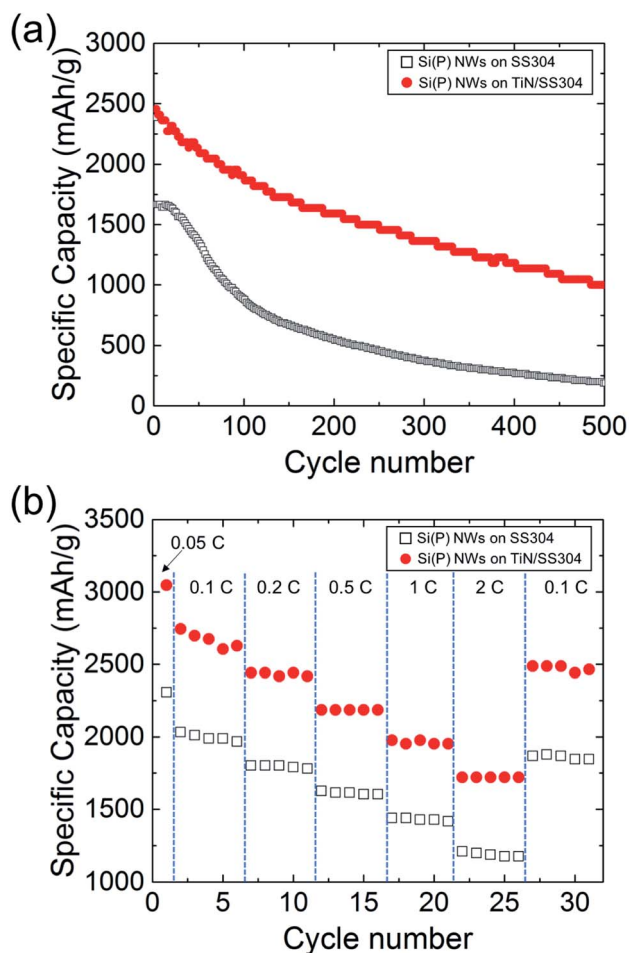 (a)
Specific Capacity (mAh/g)
3000
2500
2000
1500
1000
500
0
Si(P) NWs on SS304
Si(P) NWs on TiN/SS304
0 100 200 300 400 500
Cycle number
(b)
Specific Capacity (mAh/g)
3500
3000
2500
2000
1500
1000
Si(P) NWs on SS304
Si(P) NWs on TiN/SS304
0.05 C
0.1 C 0.2 C 0.5 C 1 C 2 C 0.1 C
0 5 10 15 20 25 30
Cycle number